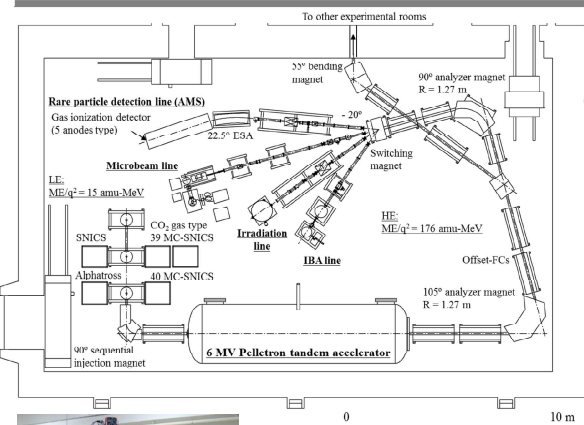 To other experimental rooms
55° bending
magnet
90° analyzer magnet
R = 1.27 m
Rare particle detection line (AMS)
Gas ionization detector
(5 anodes type)
22.5° ESA
- 20°
Switching
magnet
Microbeam line
LE:
ME/q² = 15 amu-MeV
CO₂ gas type
SNICS
39 MC-SNICS
Irradiation
line
IBA line
HE:
ME/q² = 176 amu-MeV
Offset-FCs
Alphatross
40 MC-SNICS
105° analyzer magnet
R = 1.27 m
90° sequential
injection magnet
6 MV Pelletron tandem accelerator
0
10 m